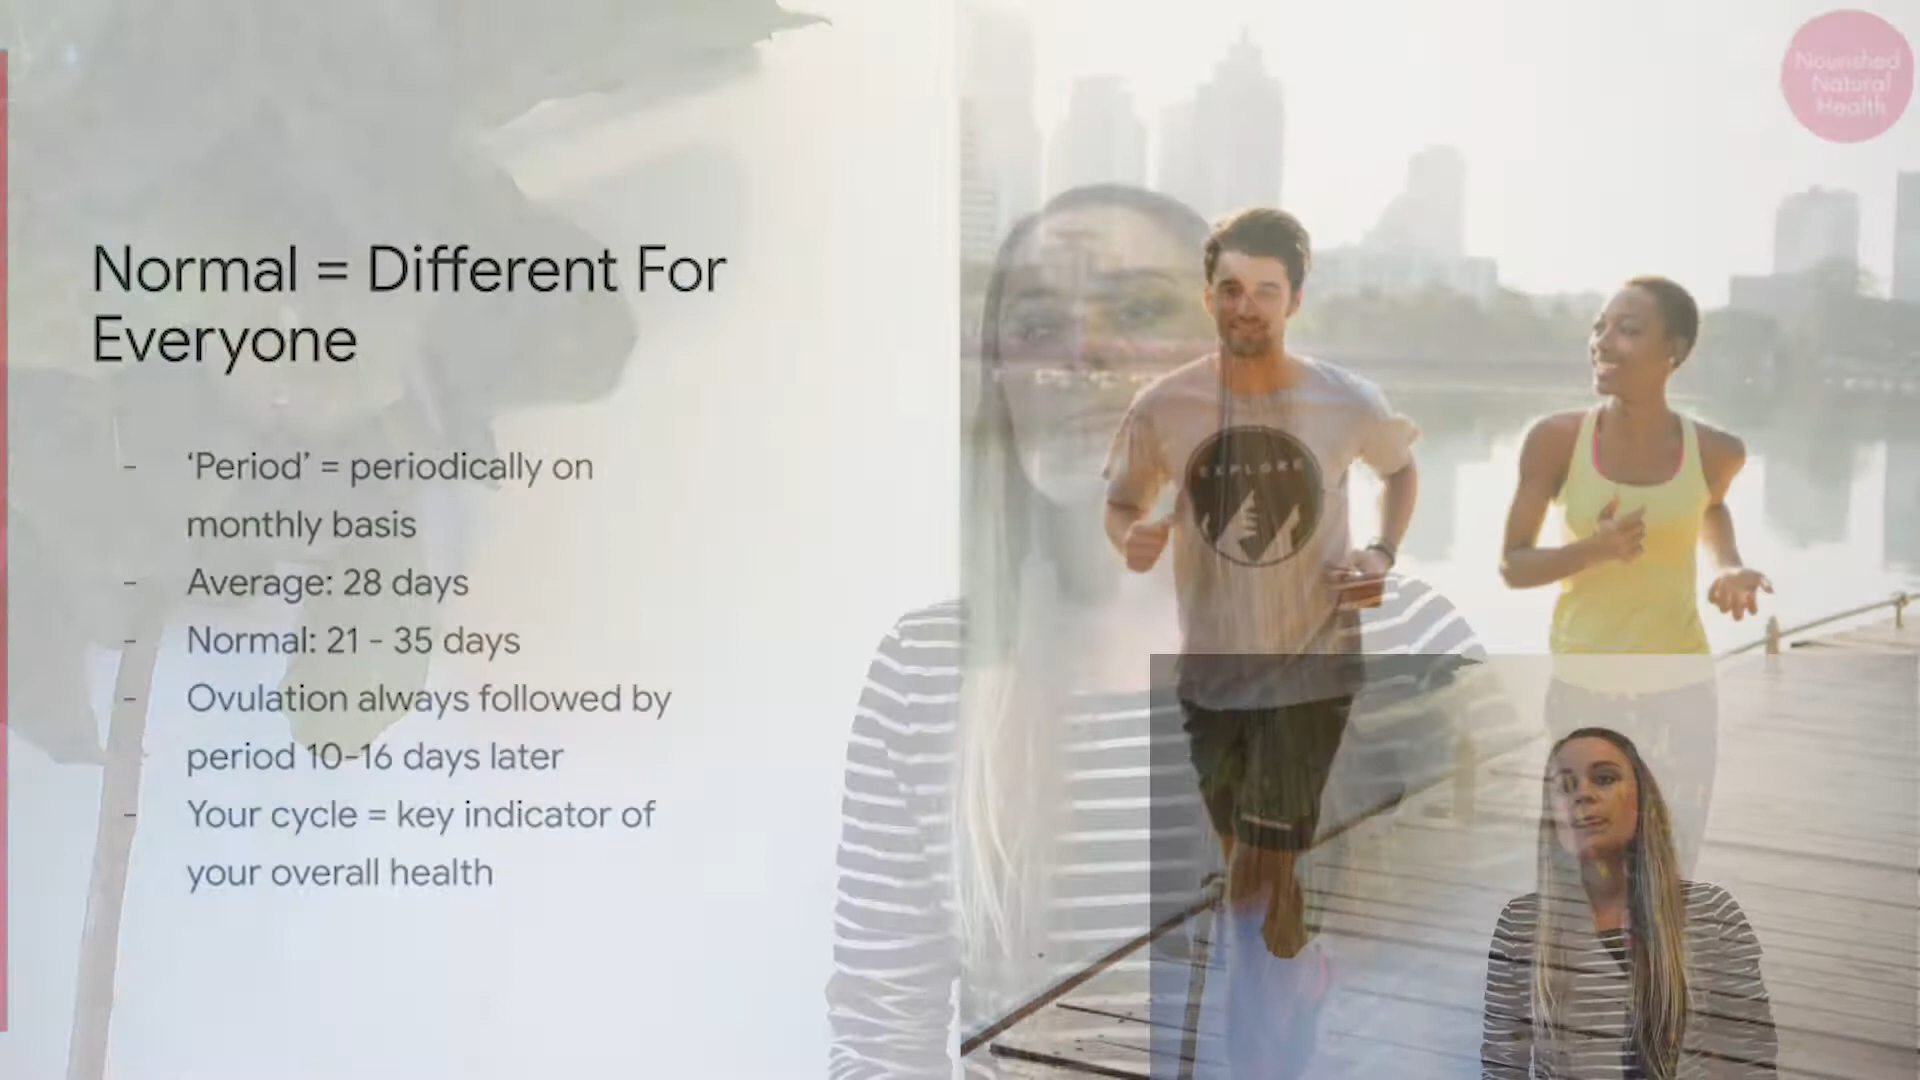 Nourished
Natural
Health
Normal = Different For
Everyone
- ‘Period’ = periodically on
monthly basis
- Average: 28 days
- Normal: 21 - 35 days
- Ovulation always followed by
period 10-16 days later
- Your cycle = key indicator of
your overall health
EXPLORE